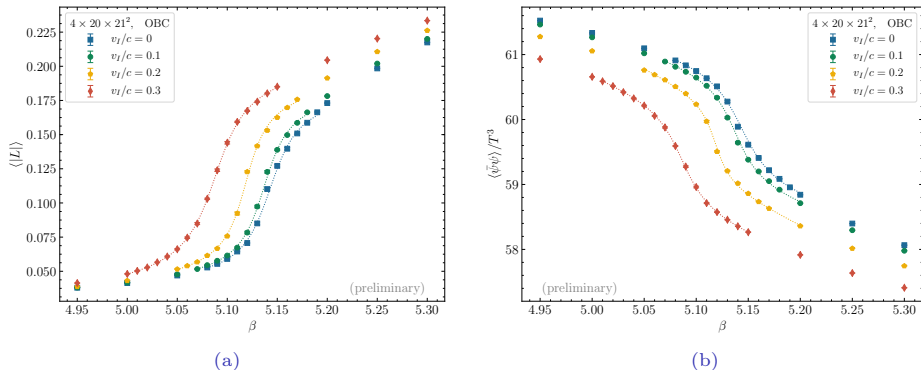 4 × 20 × 21², OBC
v_I/c = 0
v_I/c = 0.1
v_I/c = 0.2
v_I/c = 0.3
0.225
0.200
0.175
0.150
0.125
0.100
0.075
0.050
⟨|L|⟩
(preliminary)
4.95 5.00 5.05 5.10 5.15 5.20 5.25 5.30
β
(a)
4 × 20 × 21², OBC
v_I/c = 0
v_I/c = 0.1
v_I/c = 0.2
v_I/c = 0.3
61
60
59
58
⟨ψ̄ψ⟩/T³
(preliminary)
4.95 5.00 5.05 5.10 5.15 5.20 5.25 5.30
β
(b)